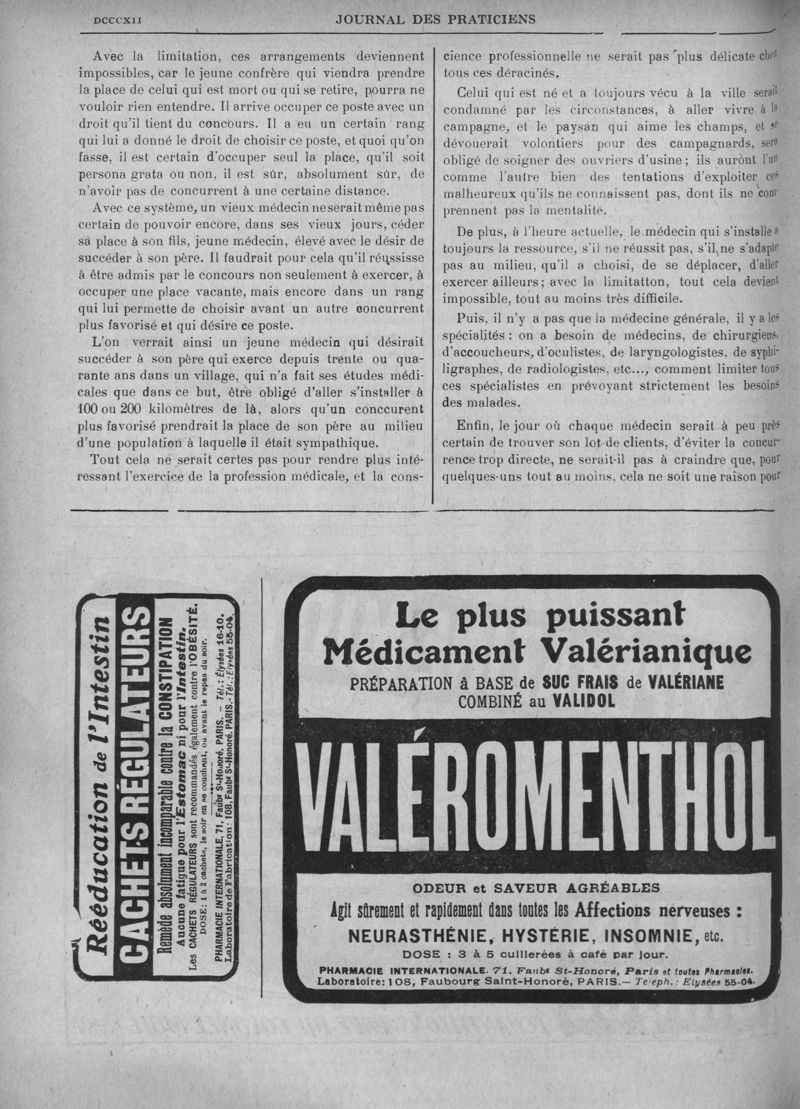 DCCCXII
JOURNAL DES PRATICIENS
Avec la limitation, ces arrangements deviennent
impossibles, car le jeune confrère qui viendra prendre
la place de celui qui est mort ou qui se retire, pourra ne
vouloir rien entendre. Il arrive occuper ce poste avec un
droit qu'il tient du concours. Il a eu un certain rang
qui lui a donné le droit de choisir ce poste, et quoi qu'on
fasse, il est certain d'occuper seul la place, qu'il soit
persona grata ou non, il est sûr, absolument sûr, de
n'avoir pas de concurrent à une certaine distance.
Avec ce système, un vieux médecin ne serait même pas
certain de pouvoir encore, dans ses vieux jours, céder
sa place à son fils, jeune médecin, élevé avec le désir de
succéder à son père. Il faudrait pour cela qu'il réussisse
à être admis par le concours non seulement à exercer, à
occuper une place vacante, mais encore dans un rang
qui lui permette de choisir avant un autre concurrent
plus favorisé et qui désire ce poste.
L'on verrait ainsi un jeune médecin qui désirait
succéder à son père qui exerce depuis trente ou qua-
rante ans dans un village, qui n'a fait ses études médi-
cales que dans ce but, être obligé d'aller s'installer à
100 ou 200 kilomètres de là, alors qu'un conccurent
plus favorisé prendrait la place de son père au milieu
d'une population à laquelle il était sympathique.
Tout cela ne serait certes pas pour rendre plus inté-
ressant l'exercice de la profession médicale, et la cons-
cience professionnelle ne serait pas plus délicate chez
tous ces déracinés.
Celui qui est né et a toujours vécu à la ville serait
condamné par les circonstances, à aller vivre à la
campagne, et le paysan qui aime les champs, et se
dévouerait volontiers pour des campagnards, sera
obligé de soigner des ouvriers d'usine ; ils auront l'un
comme l'autre bien des tentations d'exploiter ces
malheureux qu'ils ne connaissent pas, dont ils ne com-
prennent pas la mentalité.
De plus, à l'heure actuelle, le médecin qui s'installe a
toujours la ressource, s'il ne réussit pas, s'il ne s'adapte
pas au milieu, qu'il a choisi, de se déplacer, d'aller
exercer ailleurs ; avec la limitatton, tout cela devient
impossible, tout au moins très difficile.
Puis, il n'y a pas que la médecine générale, il y a les
spécialités : on a besoin de médecins, de chirurgiens,
d'accoucheurs, d'oculistes, de laryngologistes, de syphi-
ligraphes, de radiologistes, etc..., comment limiter tous
ces spécialistes en prévoyant strictement les besoins
des malades.
Enfin, le jour où chaque médecin serait à peu près
certain de trouver son lot de clients, d'éviter la concur-
rence trop directe, ne serait-il pas à craindre que, pour
quelques-uns tout au moins, cela ne soit une raison pour
Rééducation de l'Intestin
CACHETS RÉGULATEURS
Remède absolument incomparable contre la CONSTIPATION
Aucune fatigue pour l'Estomac ni pour l'Intestin.
Les CACHETS RÉGULATEURS sont recommandés également contre l'OBÉSITÉ.
DOSE : 1 à 2 cachets, le soir en se couchant, ou avant le repas du soir.
PHARMACIE INTERNATIONALE, 71, Faubg St-Honoré, PARIS. — Tél. : Élysées 16-10.
Laboratoire de Fabrication : 108, Faubg St-Honoré, PARIS. - Tél. : Elysées 55-04.
Le plus puissant
Médicament Valérianique
PRÉPARATION à BASE de SUC FRAIS de VALÉRIANE
COMBINÉ au VALIDOL
VALÉROMENTHOL
ODEUR et SAVEUR AGRÉABLES
Agit sûrement et rapidement dans toutes les Affections nerveuses :
NEURASTHÉNIE, HYSTÉRIE, INSOMNIE, etc.
DOSE : 3 à 5 cuillerées à café par jour.
PHARMACIE INTERNATIONALE. 71, Faubg St-Honoré, Paris et toutes Pharmacies.
Laboratoire : 108, Faubourg Saint-Honoré, PARIS. — Te eph. : Elysées 55-04.